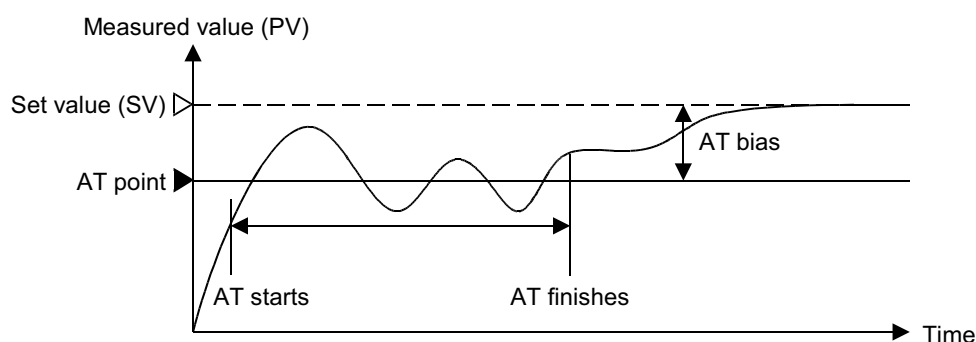 Measured value (PV)
Set value (SV)
AT bias
AT point
AT starts
AT finishes
Time